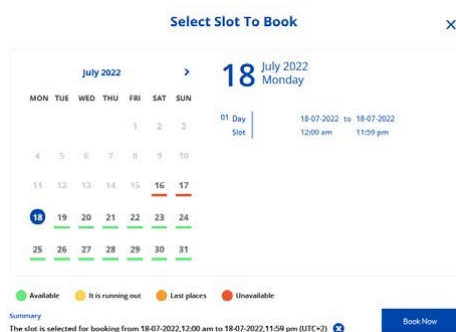 Select Slot To Book
July 2022
MON TUE WED THU FRI SAT SUN
1 2 3
4 5 6 7 8 9 10
11 12 13 14 15 16 17
18 19 20 21 22 23 24
25 26 27 28 29 30 31
18 July 2022
Monday
01 Day 18-07-2022 to 18-07-2022
Slot 12:00 am 11:59 pm
Available It is running out Last places Unavailable
Summary
The slot is selected for booking from 18-07-2022,12:00 am to 18-07-2022,11:59 pm (UTC+2)
Book Now